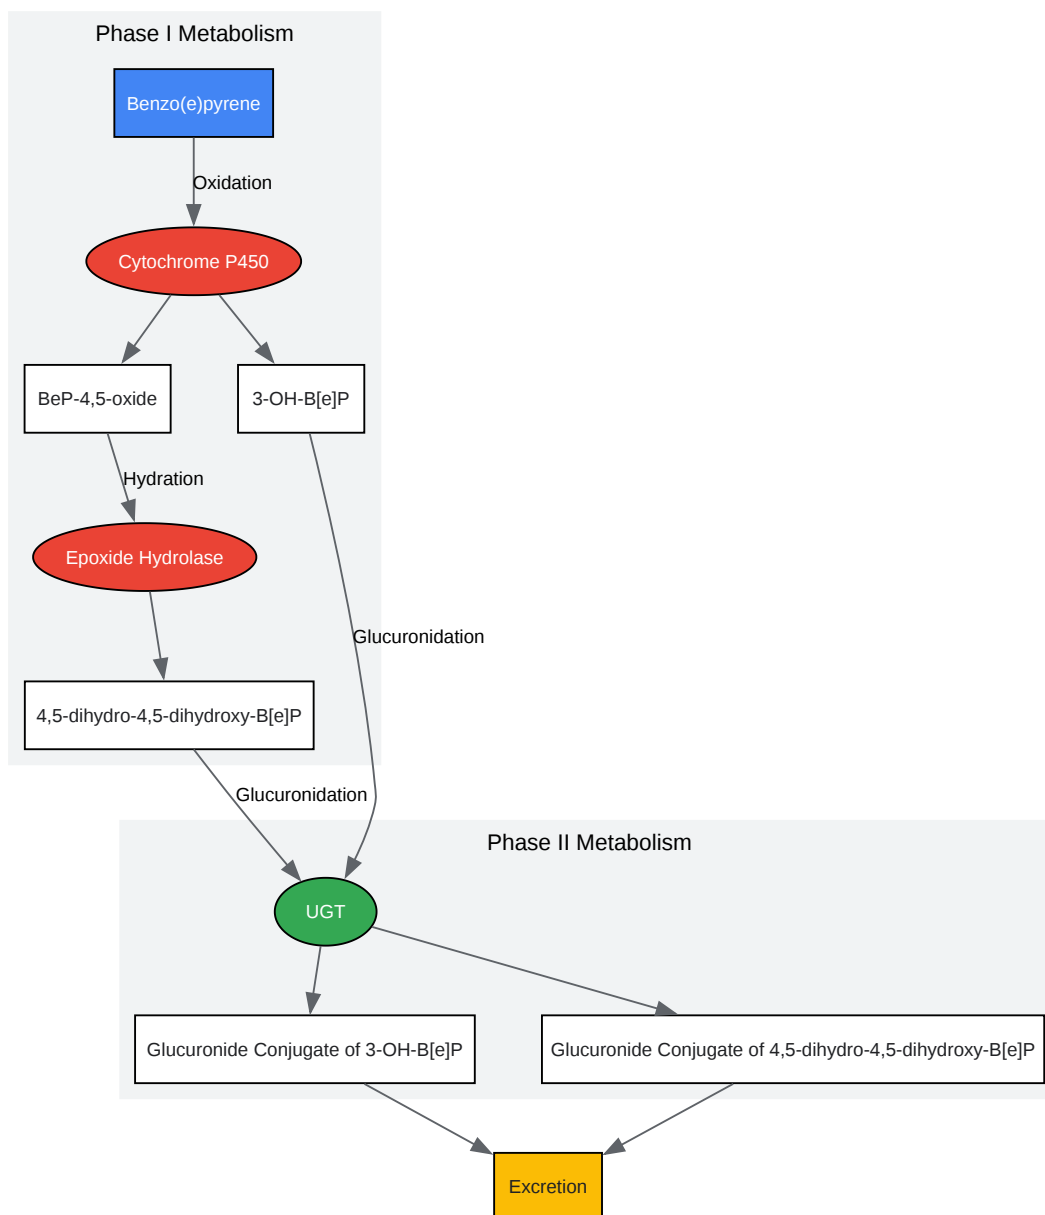 Phase I Metabolism
Benzo(e)pyrene
Oxidation
Cytochrome P450
BeP-4,5-oxide
3-OH-B[e]P
Hydration
Epoxide Hydrolase
Glucuronidation
4,5-dihydro-4,5-dihydroxy-B[e]P
Glucuronidation
Phase II Metabolism
UGT
Glucuronide Conjugate of 3-OH-B[e]P
Glucuronide Conjugate of 4,5-dihydro-4,5-dihydroxy-B[e]P
Excretion